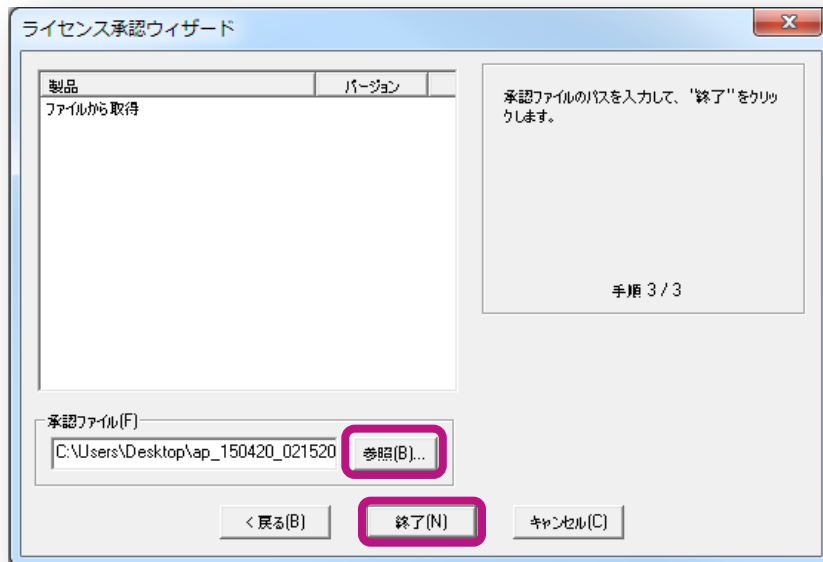 ライセンス承認ウィザード
製品 バージョン
ファイルから取得
承認ファイルのパスを入力して、"終了"をクリッ
クします。
手順 3 / 3
承認ファイル(F)
C:\Users\Desktop\ap_150420_021520
参照(B)...
< 戻る(B) 終了(N) キャンセル(C)